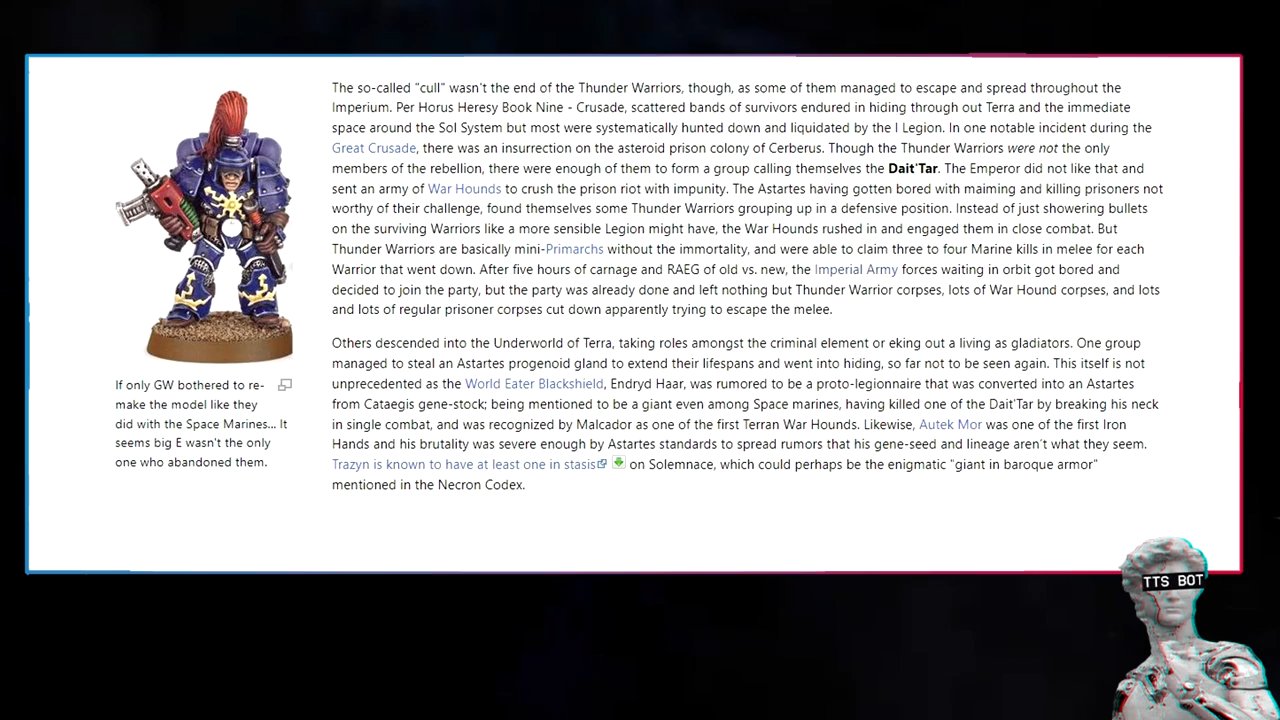 The so-called "cull" wasn't the end of the Thunder Warriors, though, as some of them managed to escape and spread throughout the
Imperium. Per Horus Heresy Book Nine - Crusade, scattered bands of survivors endured in hiding through out Terra and the immediate
space around the Sol System but most were systematically hunted down and liquidated by the I Legion. In one notable incident during the
Great Crusade, there was an insurrection on the asteroid prison colony of Cerberus. Though the Thunder Warriors were not the only
members of the rebellion, there were enough of them to form a group calling themselves the Dait'Tar. The Emperor did not like that and
sent an army of War Hounds to crush the prison riot with impunity. The Astartes having gotten bored with maiming and killing prisoners not
worthy of their challenge, found themselves some Thunder Warriors grouping up in a defensive position. Instead of just showering bullets
on the surviving Warriors like a more sensible Legion might have, the War Hounds rushed in and engaged them in close combat. But
Thunder Warriors are basically mini-Primarchs without the immortality, and were able to claim three to four Marine kills in melee for each
Warrior that went down. After five hours of carnage and RAEG of old vs. new, the Imperial Army forces waiting in orbit got bored and
decided to join the party, but the party was already done and left nothing but Thunder Warrior corpses, lots of War Hound corpses, and lots
and lots of regular prisoner corpses cut down apparently trying to escape the melee.
Others descended into the Underworld of Terra, taking roles amongst the criminal element or eking out a living as gladiators. One group
managed to steal an Astartes progenoid gland to extend their lifespans and went into hiding, so far not to be seen again. This itself is not
unprecedented as the World Eater Blackshield, Endryd Haar, was rumored to be a proto-legionnaire that was converted into an Astartes
from Cataegis gene-stock; being mentioned to be a giant even among Space marines, having killed one of the Dait'Tar by breaking his neck
in single combat, and was recognized by Malcador as one of the first Terran War Hounds. Likewise, Autek Mor was one of the first Iron
Hands and his brutality was severe enough by Astartes standards to spread rumors that his gene-seed and lineage aren't what they seem.
Trazyn is known to have at least one in stasis on Solemnace, which could perhaps be the enigmatic "giant in baroque armor"
mentioned in the Necron Codex.
If only GW bothered to re-
make the model like they
did with the Space Marines... It
seems big E wasn't the only
one who abandoned them.
TTS BOT